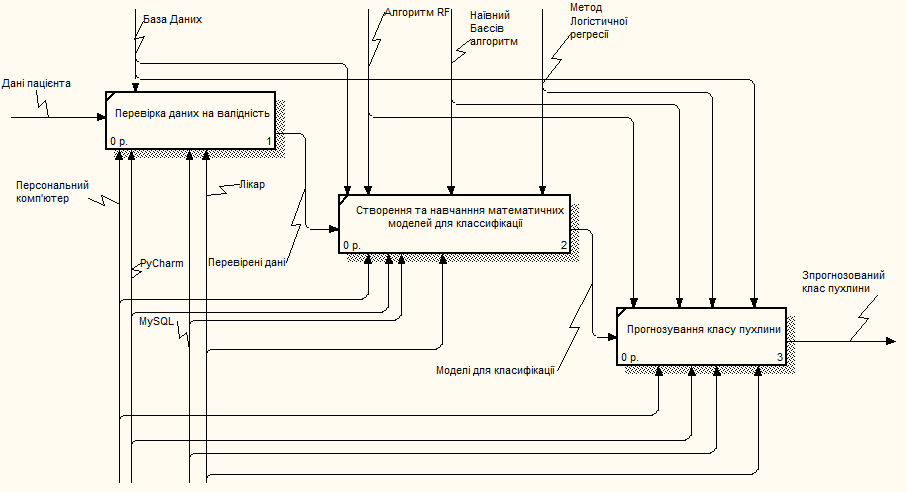 База Даних
Алгоритм RF
Наівний
Баєсів
алгоритм
Метод
Логістичної
регресії
Дані пацієнта
Перевірка даних на валідність
0 р.
1
Персональний
комп'ютер
Лікар
Створення та навчанння математичних
моделей для классифікації
0 р.
2
Перевірені дані
PyCharm
Зпрогнозований
клас пухлини
MySQL
Прогнозування класу пухлини
0 р.
3
Моделі для класифікації